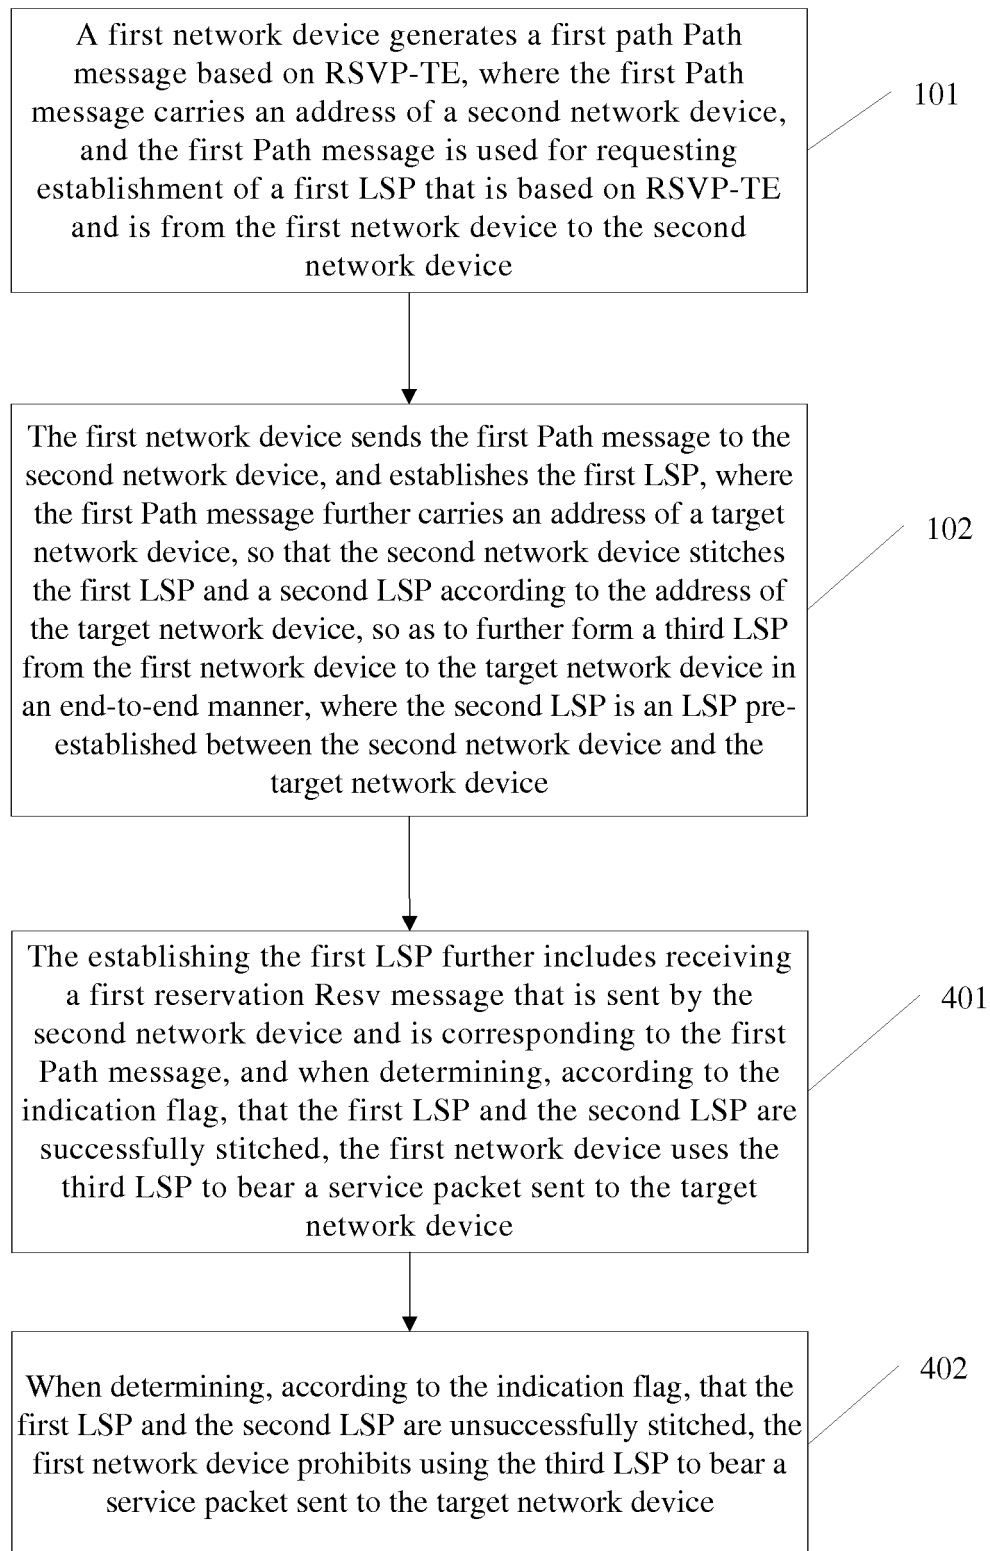 A first network device generates a first path Path
message based on RSVP-TE, where the first Path
message carries an address of a second network device,
and the first Path message is used for requesting
establishment of a first LSP that is based on RSVP-TE
and is from the first network device to the second
network device
101
The first network device sends the first Path message to the
second network device, and establishes the first LSP, where
the first Path message further carries an address of a target
network device, so that the second network device stitches
the first LSP and a second LSP according to the address of
the target network device, so as to further form a third LSP
from the first network device to the target network device in
an end-to-end manner, where the second LSP is an LSP pre-
established between the second network device and the
target network device
102
The establishing the first LSP further includes receiving
a first reservation Resv message that is sent by the
second network device and is corresponding to the first
Path message, and when determining, according to the
indication flag, that the first LSP and the second LSP are
successfully stitched, the first network device uses the
third LSP to bear a service packet sent to the target
network device
401
When determining, according to the indication flag, that the
first LSP and the second LSP are unsuccessfully stitched, the
first network device prohibits using the third LSP to bear a
service packet sent to the target network device
402